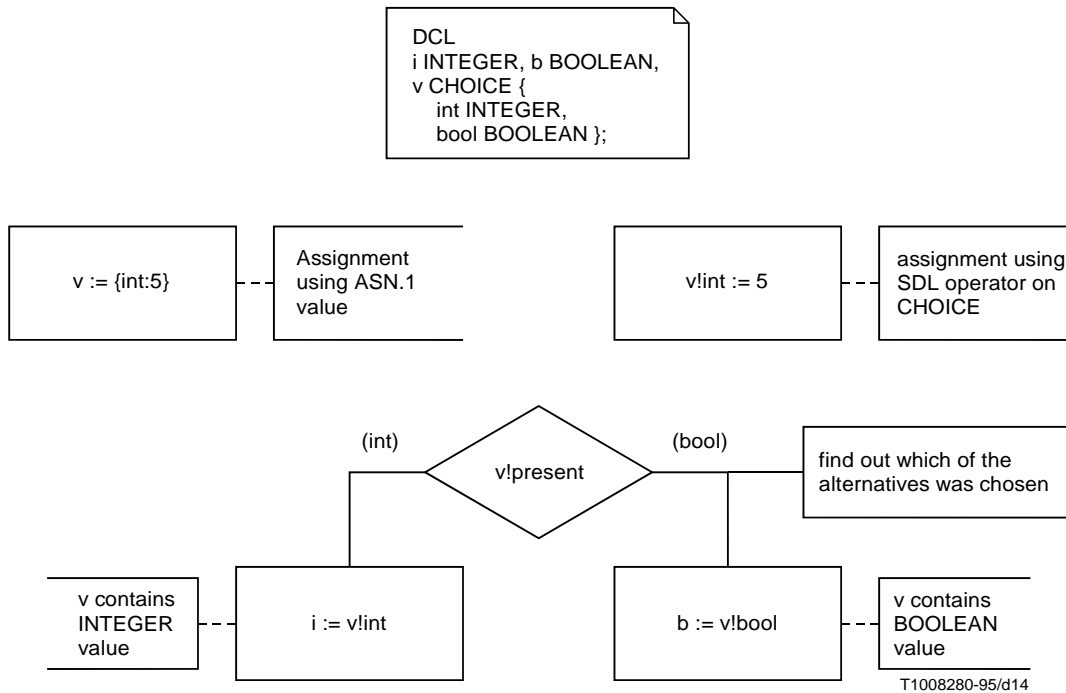 DCL
i INTEGER, b BOOLEAN,
v CHOICE {
int INTEGER,
bool BOOLEAN };
v := {int:5}
Assignment
using ASN.1
value
v!int := 5
assignment using
SDL operator on
CHOICE
(int)
v!present
(bool)
find out which of the
alternatives was chosen
v contains
INTEGER
value
i := v!int
b := v!bool
v contains
BOOLEAN
value
T1008280-95/d14